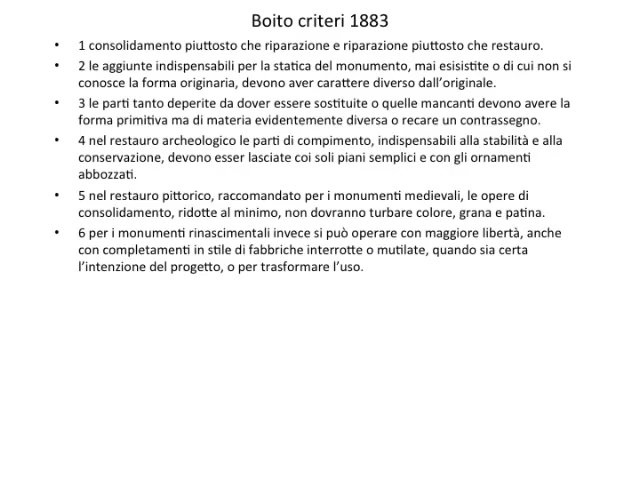 Boito criteri 1883
• 1 consolidamento piuttosto che riparazione e riparazione piuttosto che restauro.
• 2 le aggiunte indispensabili per la statica del monumento, mai esisistite o di cui non si
conosce la forma originaria, devono aver carattere diverso dall'originale.
• 3 le parti tanto deperite da dover essere sostituite o quelle mancanti devono avere la
forma primitiva ma di materia evidentemente diversa o recare un contrassegno.
• 4 nel restauro archeologico le parti di compimento, indispensabili alla stabilità e alla
conservazione, devono esser lasciate coi soli piani semplici e con gli ornamenti
abbozzati.
• 5 nel restauro pittorico, raccomandato per i monumenti medievali, le opere di
consolidamento, ridotte al minimo, non dovranno turbare colore, grana e patina.
• 6 per i monumenti rinascimentali invece si può operare con maggiore libertà, anche
con completamenti in stile di fabbriche interrotte o mutilate, quando sia certa
l'intenzione del progetto, o per trasformare l'uso.